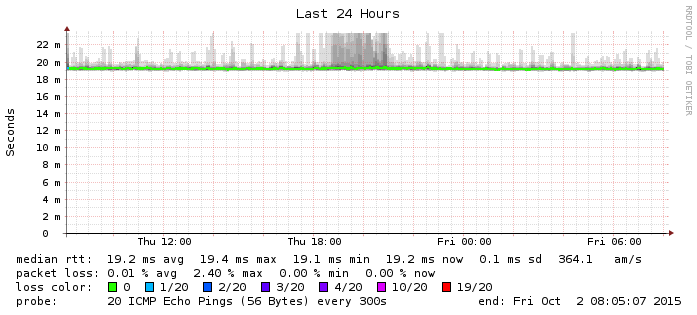 Last 24 Hours
RRDTOOL / TOBI OETIKER
Seconds
22 m
20 m
18 m
16 m
14 m
12 m
10 m
8 m
6 m
4 m
2 m
0
Thu 12:00 Thu 18:00 Fri 00:00 Fri 06:00
median rtt: 19.2 ms avg 19.4 ms max 19.1 ms min 19.2 ms now 0.1 ms sd 364.1 am/s
packet loss: 0.01 % avg 2.40 % max 0.00 % min 0.00 % now
loss color: 0 1/20 2/20 3/20 4/20 10/20 19/20
probe: 20 ICMP Echo Pings (56 Bytes) every 300s end: Fri Oct 2 08:05:07 2015